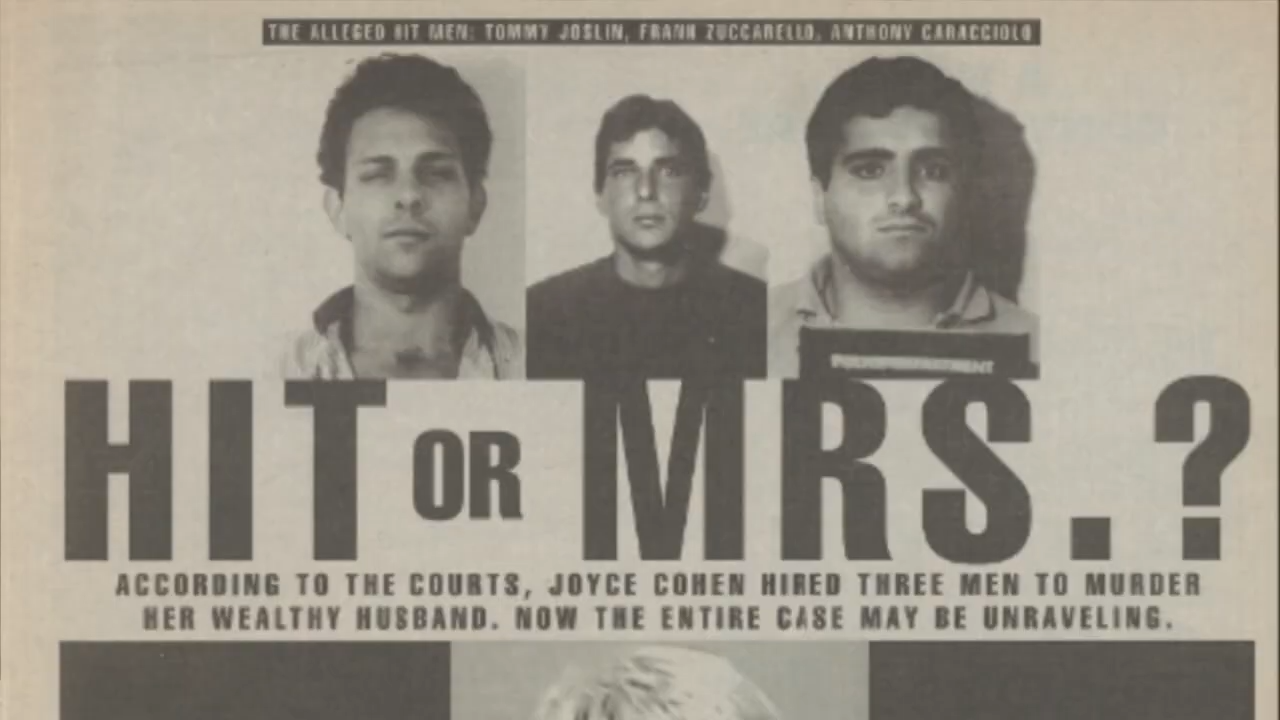 THE ALLEGED HIT MEN: TOMMY JOSLIN, FRANK ZUCCARELLO, ANTHONY CARACCIOLO
HIT OR MRS.?
ACCORDING TO THE COURTS, JOYCE COHEN HIRED THREE MEN TO MURDER
HER WEALTHY HUSBAND. NOW THE ENTIRE CASE MAY BE UNRAVELING.